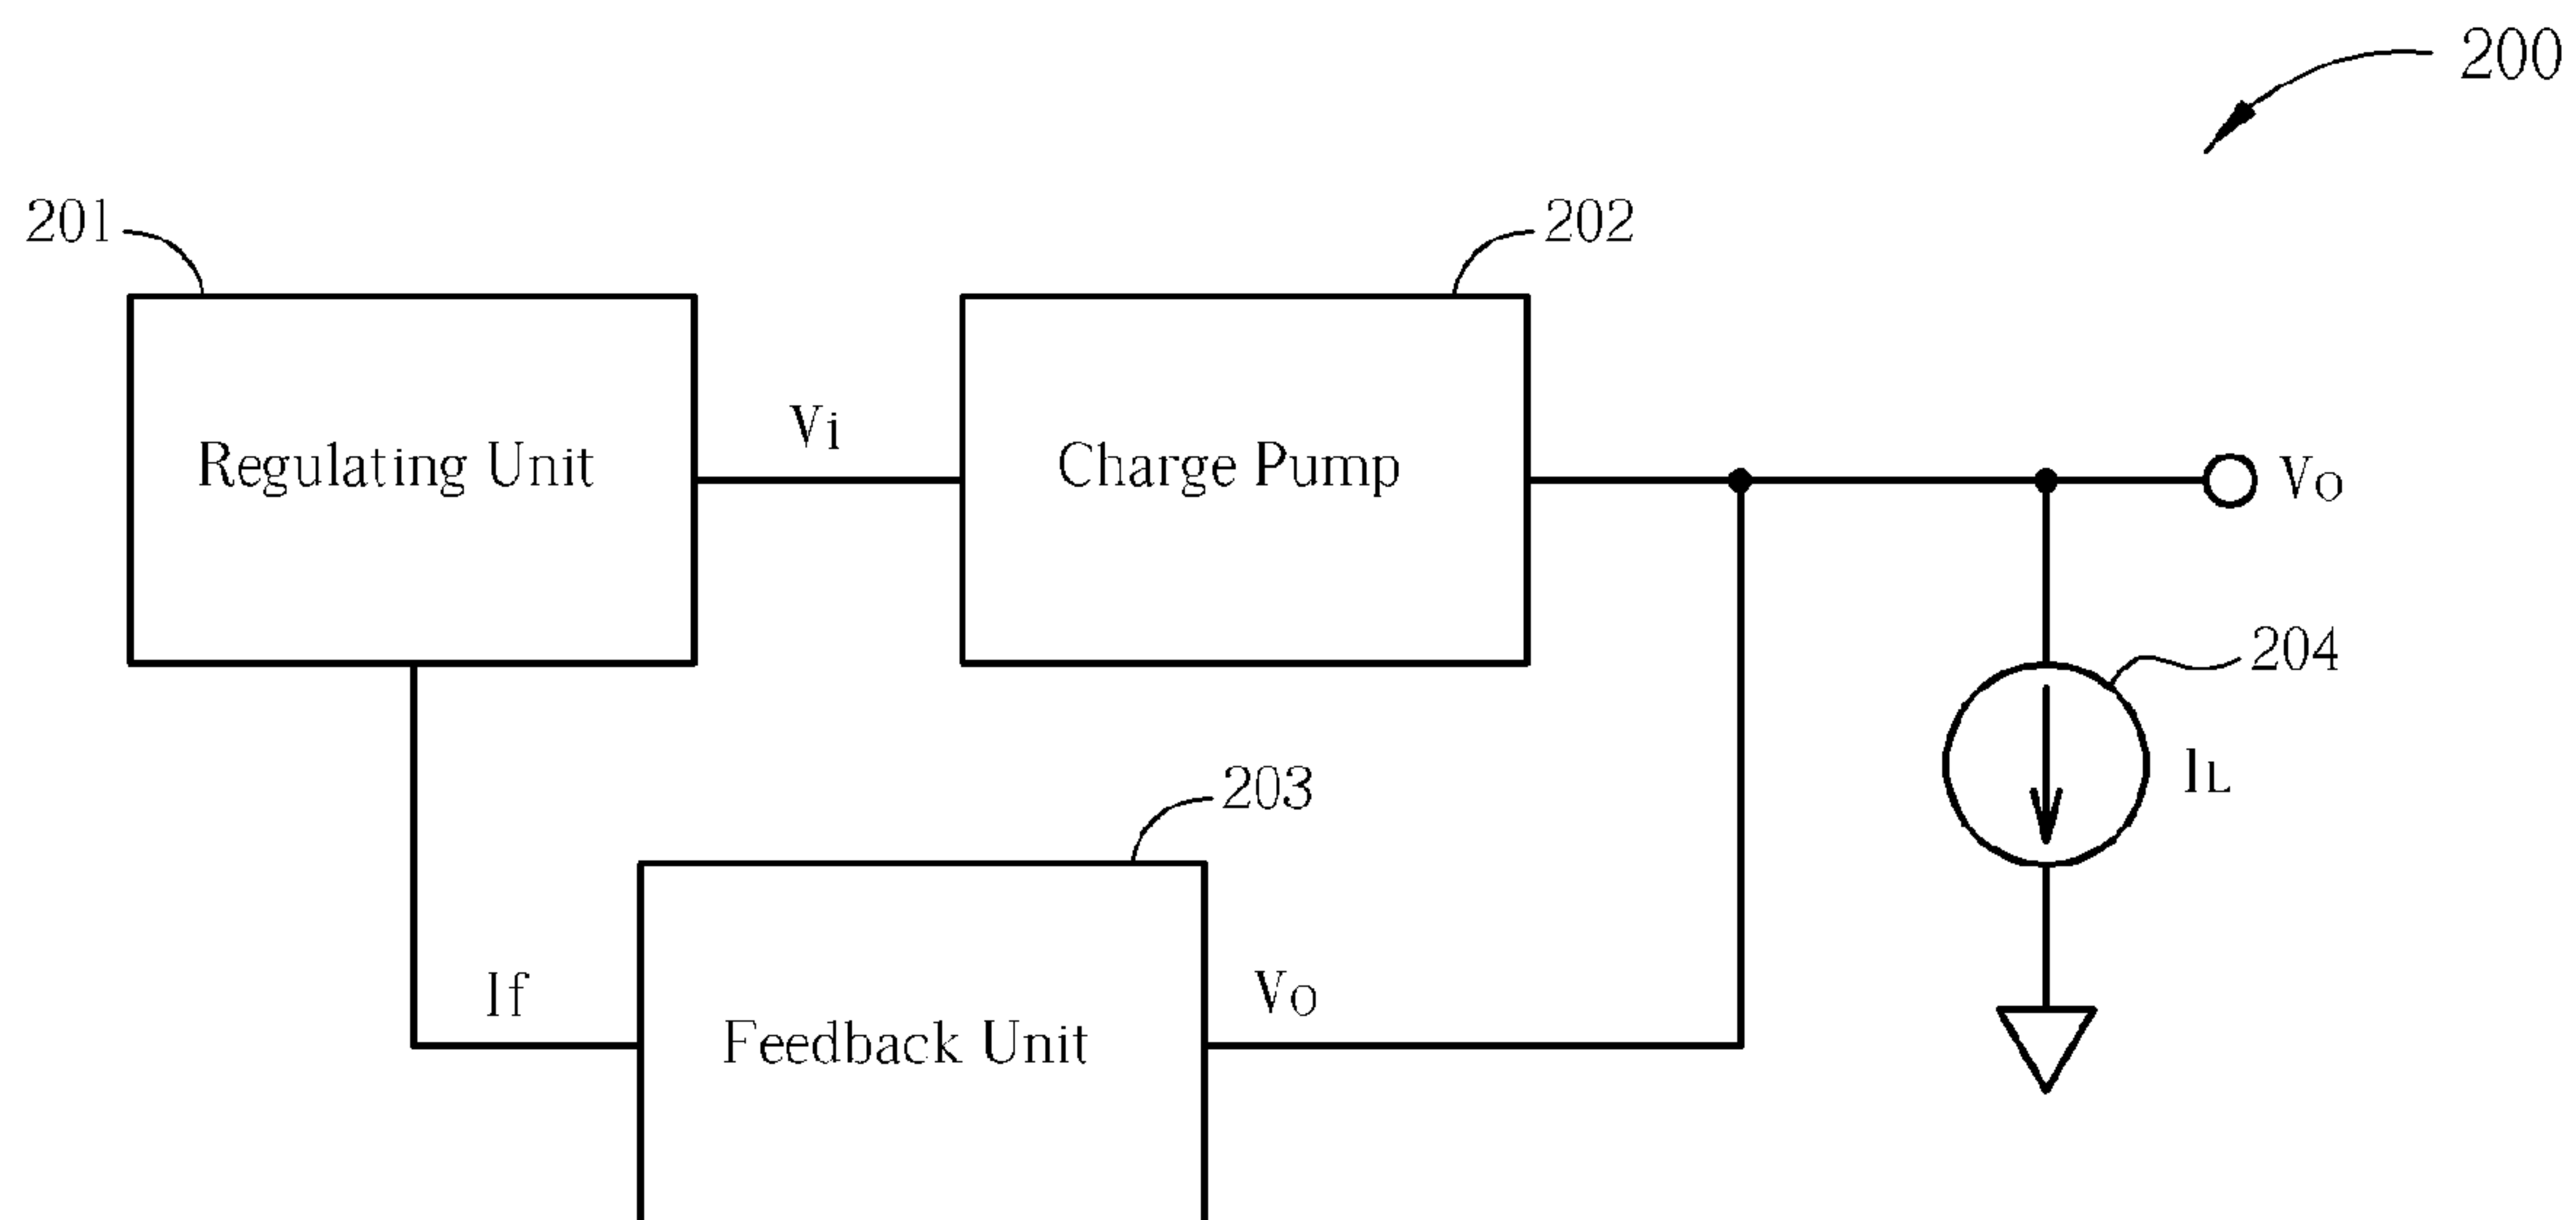 200
201
202
Vi
Regulating Unit
Charge Pump
Vo
204
IL
203
If
Vo
Feedback Unit